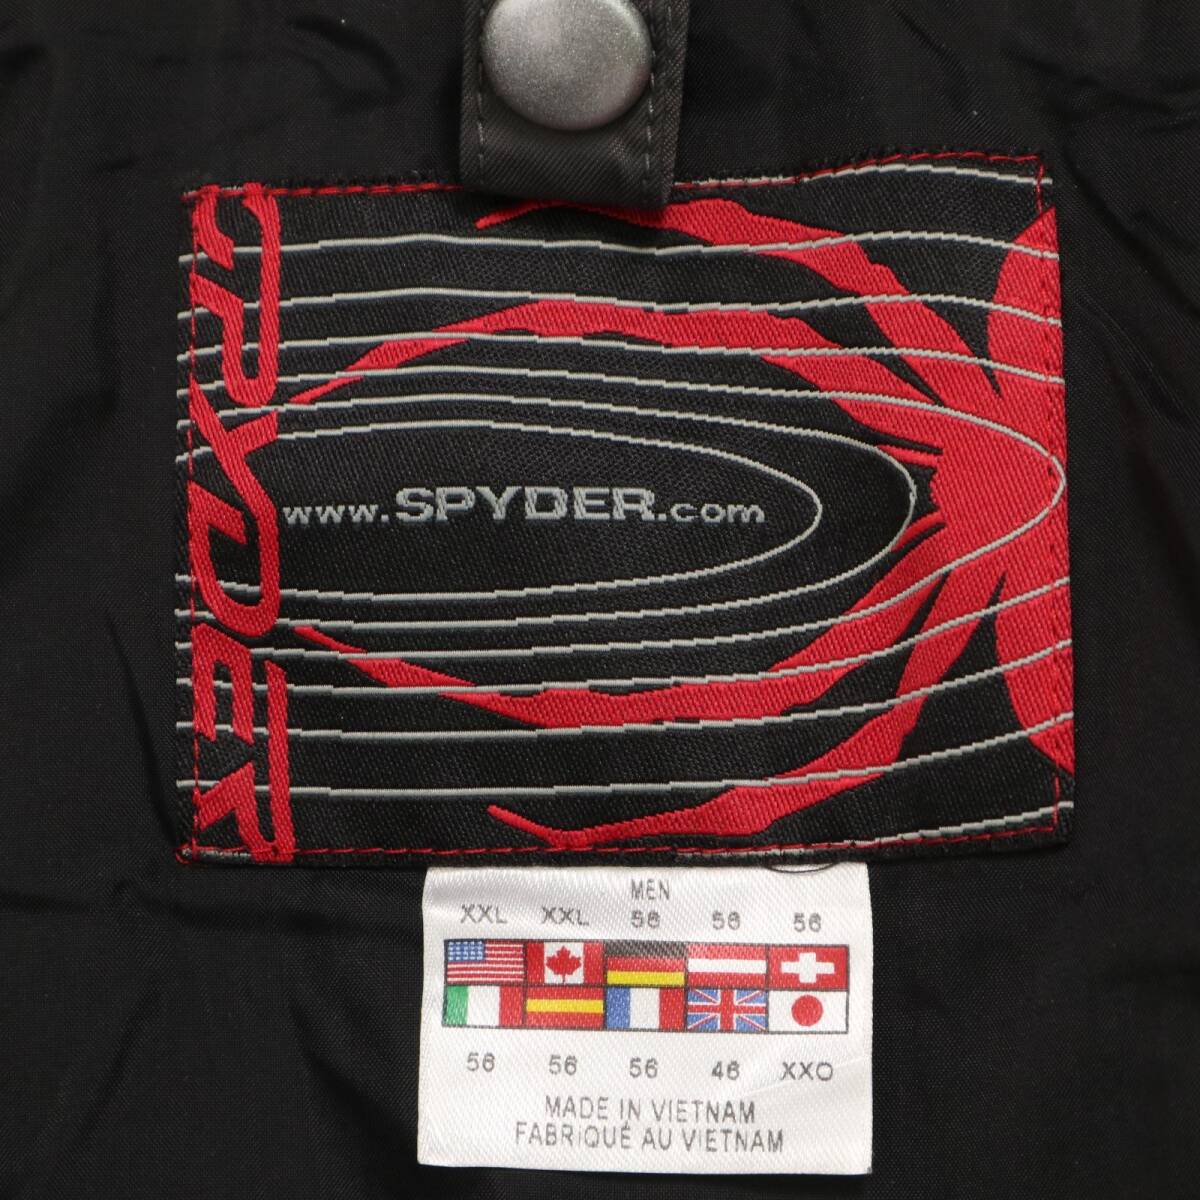 SPYDER
www.SPYDER.com
MEN
XXL XXL 56 56 56
56 56 56 46 XXO
MADE IN VIETNAM
FABRIQUÉ AU VIETNAM